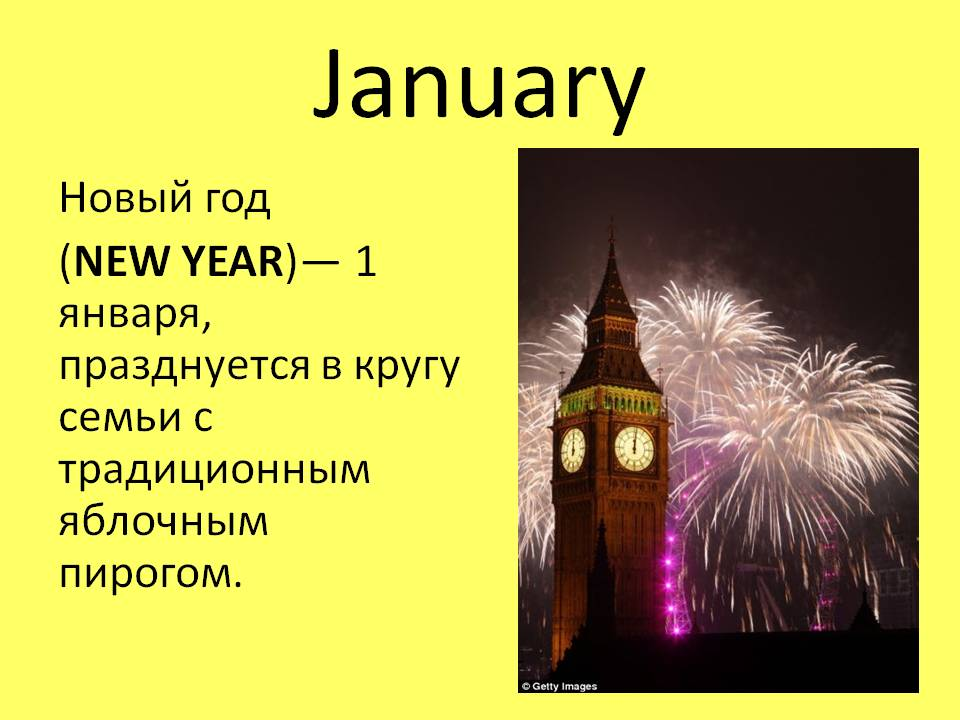 January
Новый год
(NEW YEAR)— 1
января,
празднуется в кругу
семьи с
традиционным
яблочным
пирогом.
© Getty Images